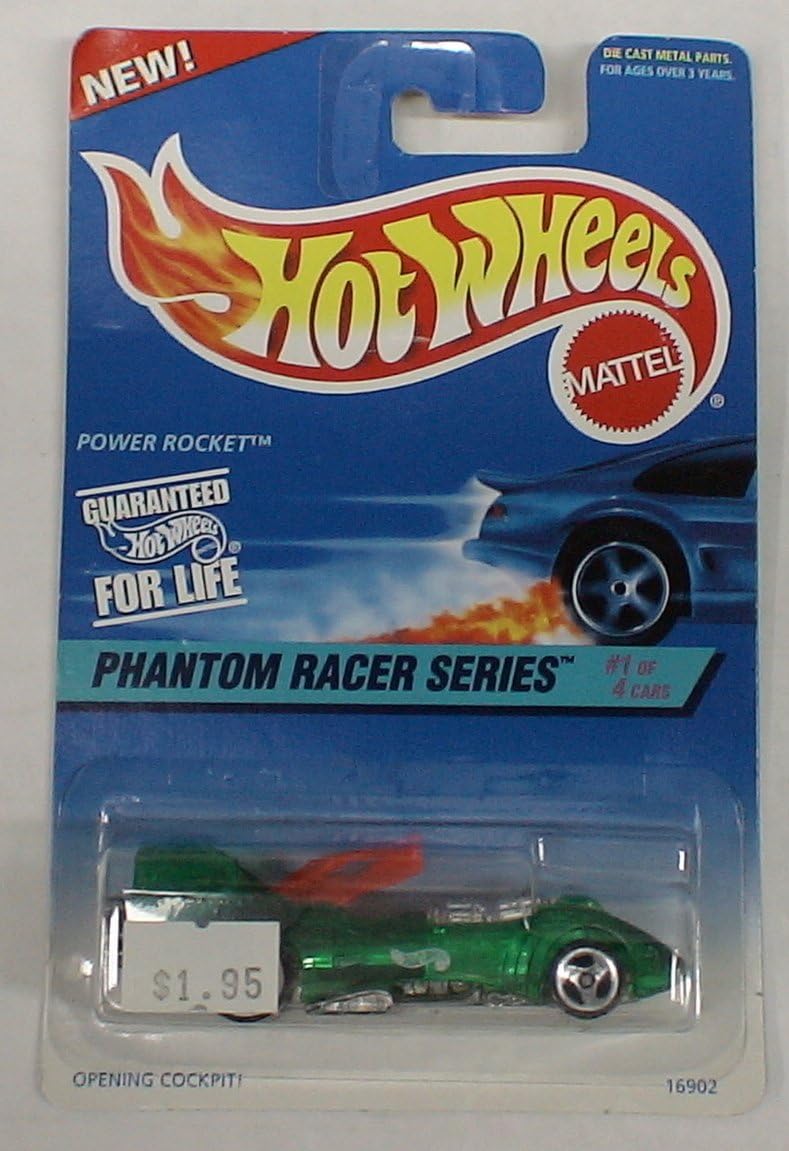 NEW!
DIE CAST METAL PARTS.
FOR AGES OVER 3 YEARS.
HOT WHEELS
MATTEL
®
POWER ROCKET™
GUARANTEED
HOT WHEELS®
FOR LIFE
PHANTOM RACER SERIES™
#1 OF
4 CARS
$1.95
OPENING COCKPIT!
16902